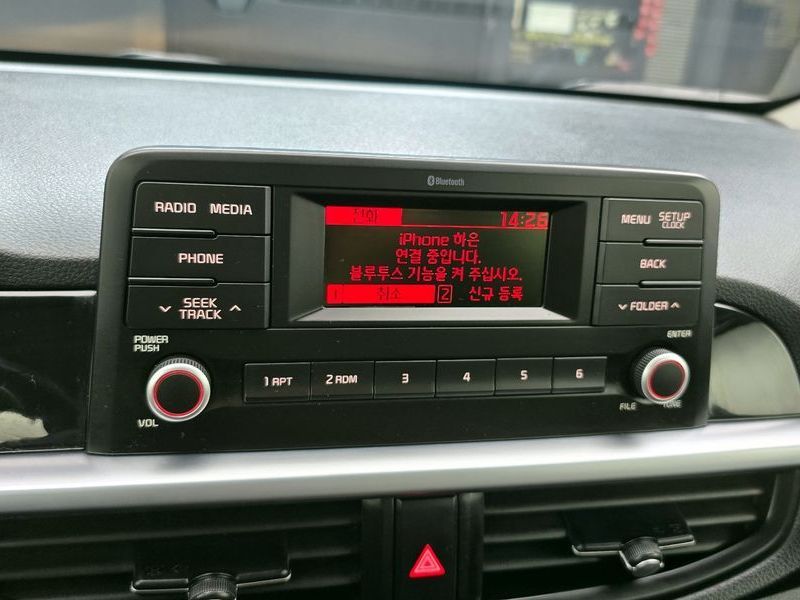 Bluetooth
RADIO MEDIA
PHONE
SEEK
TRACK
POWER
PUSH
VOL
전화 14:26
iPhone 하은
연결 중입니다.
블루투스 기능을 켜 주십시오.
1 취소 2 신규 등록
1 RPT 2 RDM 3 4 5 6
MENU SETUP
CLOCK
BACK
FOLDER
ENTER
FILE TUNE